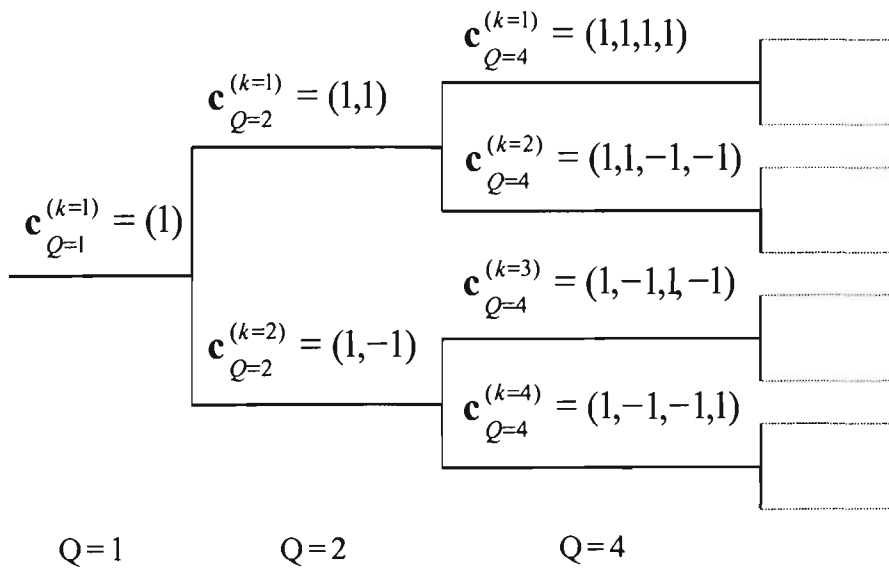 c_{Q=4}^{(k=1)} = (1,1,1,1)
c_{Q=2}^{(k=1)} = (1,1)
c_{Q=4}^{(k=2)} = (1,1,−1,−1)
c_{Q=1}^{(k=1)} = (1)
c_{Q=4}^{(k=3)} = (1,−1,1,−1)
c_{Q=2}^{(k=2)} = (1,−1)
c_{Q=4}^{(k=4)} = (1,−1,−1,1)
Q=1 Q=2 Q=4